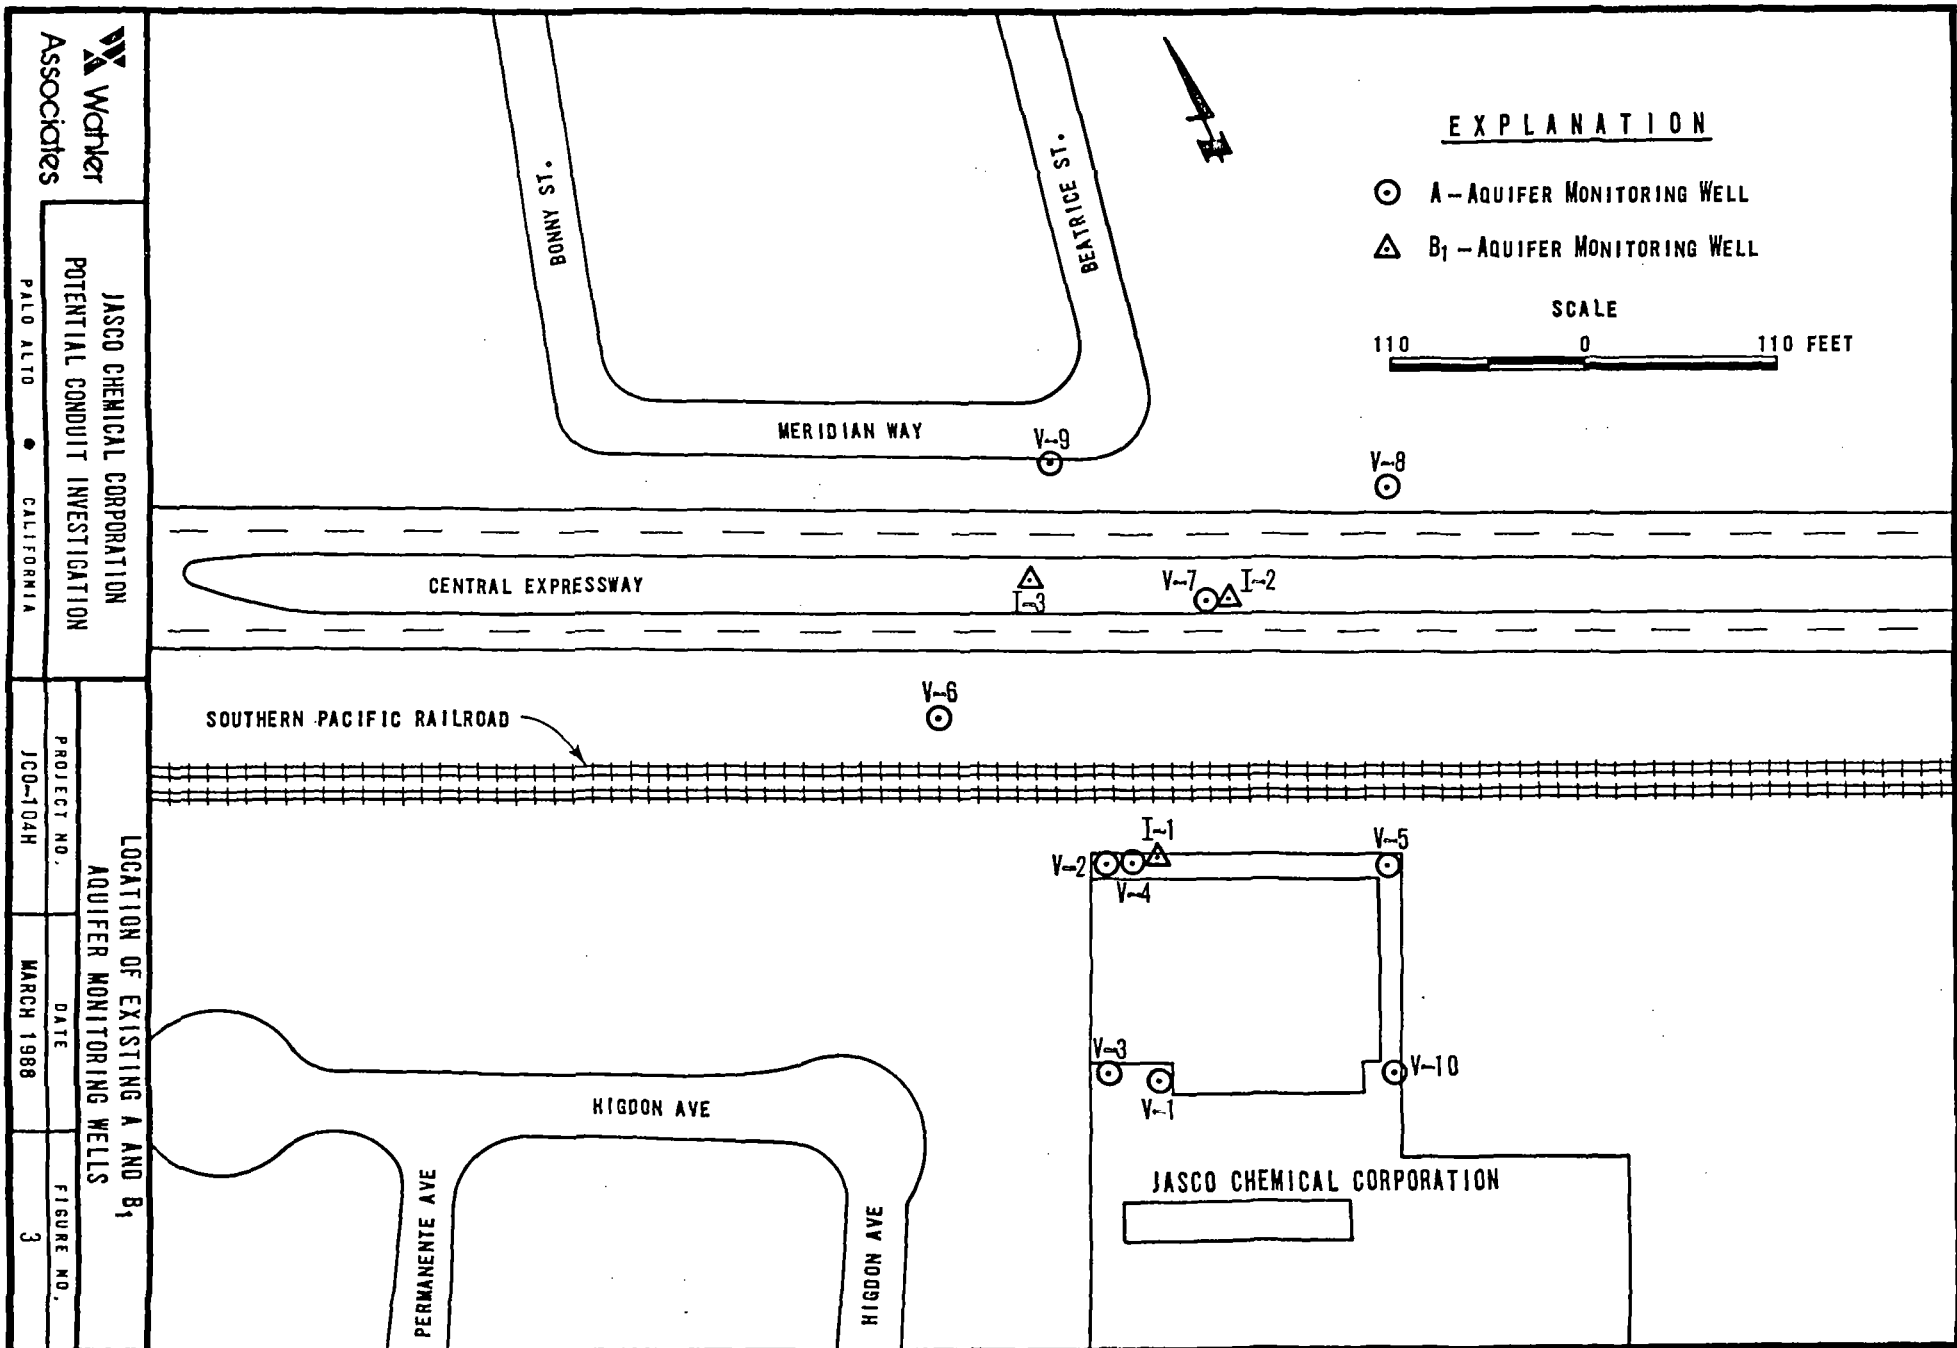 Wahler
Associates
JASCO CHEMICAL CORPORATION
POTENTIAL CONDUIT INVESTIGATION
PALO ALTO • CALIFORNIA
LOCATION OF EXISTING A AND B1
AQUIFER MONITORING WELLS
PROJECT NO.
JCO-104H
DATE
MARCH 1988
FIGURE NO.
3
EXPLANATION
A-AQUIFER MONITORING WELL
B1-AQUIFER MONITORING WELL
SCALE
110 0 110 FEET
BONNY ST.
BEATRICE ST.
MERIDIAN WAY
V-9
V-8
CENTRAL EXPRESSWAY
I-3
V-7
I-2
V-6
SOUTHERN PACIFIC RAILROAD
I-1
V-2
V-4
V-5
V-3
V-1
V-10
HIGDON AVE
PERMANENTE AVE
HIGDON AVE
JASCO CHEMICAL CORPORATION
N